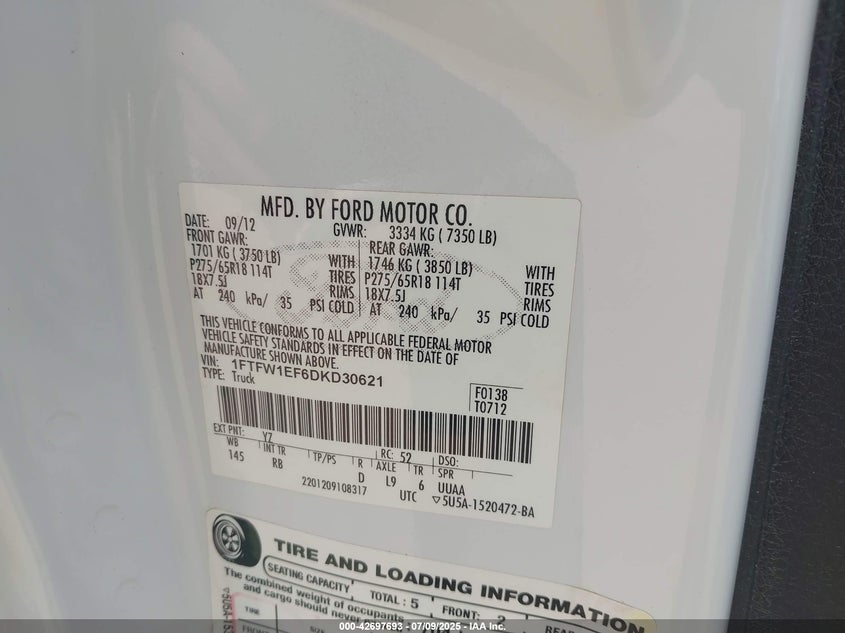 MFD. BY FORD MOTOR CO.
DATE: 09/12 GVWR: 3334 KG ( 7350 LB)
FRONT GAWR: REAR GAWR:
1701 KG ( 3750 LB) WITH 1746 KG ( 3850 LB) WITH
P275/65R18 114T TIRES P275/65R18 114T TIRES
18X7.5J RIMS 18X7.5J RIMS
AT 240 kPa/ 35 PSI COLD AT 240 kPa/ 35 PSI COLD
THIS VEHICLE CONFORMS TO ALL APPLICABLE FEDERAL MOTOR
VEHICLE SAFETY STANDARDS IN EFFECT ON THE DATE OF
MANUFACTURE SHOWN ABOVE.
VIN: 1FTFW1EF6DKD30621
TYPE: Truck
F0138
T0712
EXT PNT: YZ RC: 52 DSO:
WB INT TR TP/PS R AXLE TR SPR
145 RB D L9 6 UUAA
2201209108317 UTC ▽5U5A-1520472-BA
TIRE AND LOADING INFORMATION
SEATING CAPACITY TOTAL : 5 FRONT: 2
The combined weight of occupants
and cargo should never
TIRE
FRONT
REAR
000-42697693 - 07/09/2025 - IAA Inc.